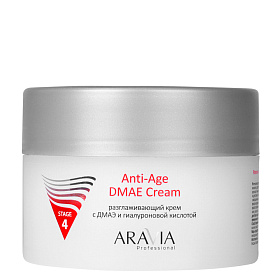 Anti-Age
DMAE Cream
разглаживающий крем
с ДМАЭ и гиалуроновой кислотой
STAGE
4
ARAVIA
Professional